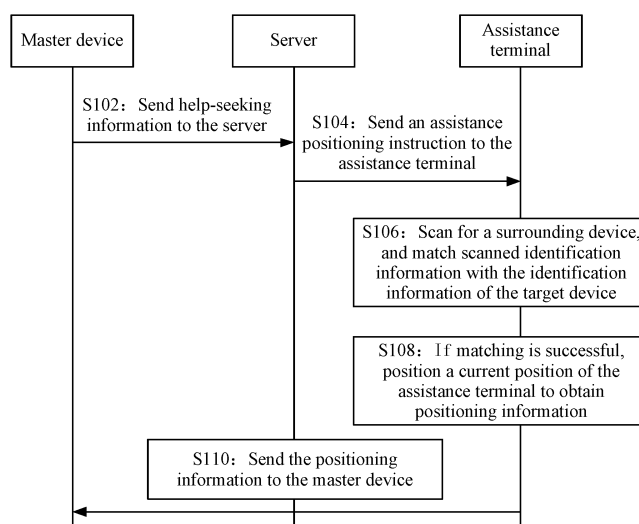 Master device
Server
Assistance
terminal
S102：Send help-seeking
information to the server
S104：Send an assistance
positioning instruction to the
assistance terminal
S106：Scan for a surrounding device,
and match scanned identification
information with the identification
information of the target device
S108：If matching is successful,
position a current position of the
assistance terminal to obtain
positioning information
S110：Send the positioning
information to the master device